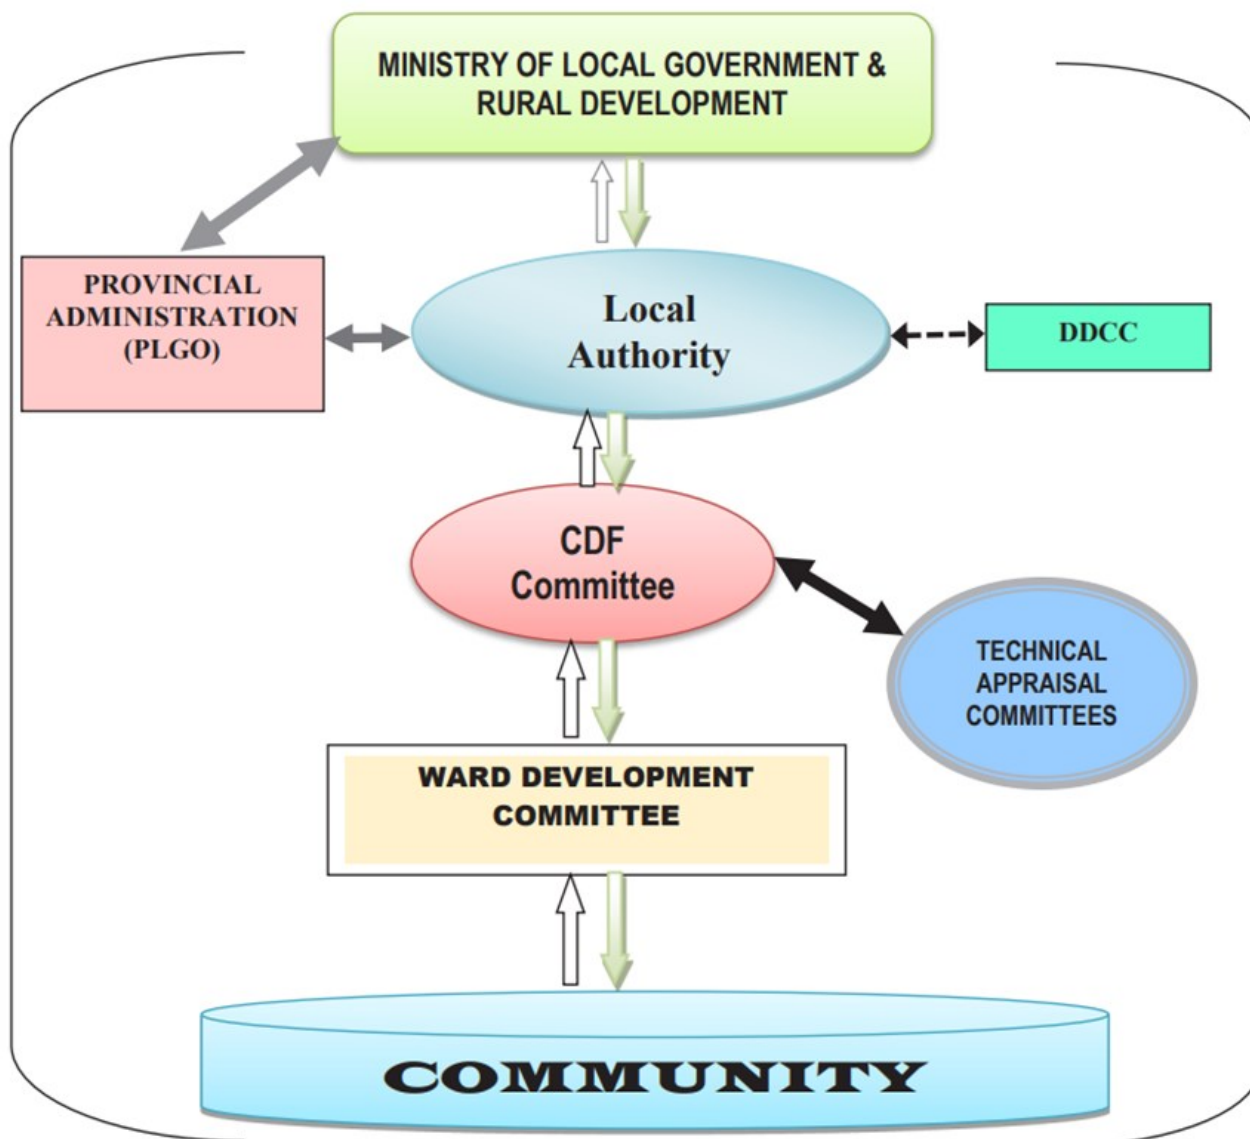 MINISTRY OF LOCAL GOVERNMENT &
RURAL DEVELOPMENT
PROVINCIAL
ADMINISTRATION
(PLGO)
Local
Authority
DDCC
CDF
Committee
TECHNICAL
APPRAISAL
COMMITTEES
WARD DEVELOPMENT
COMMITTEE
COMMUNITY